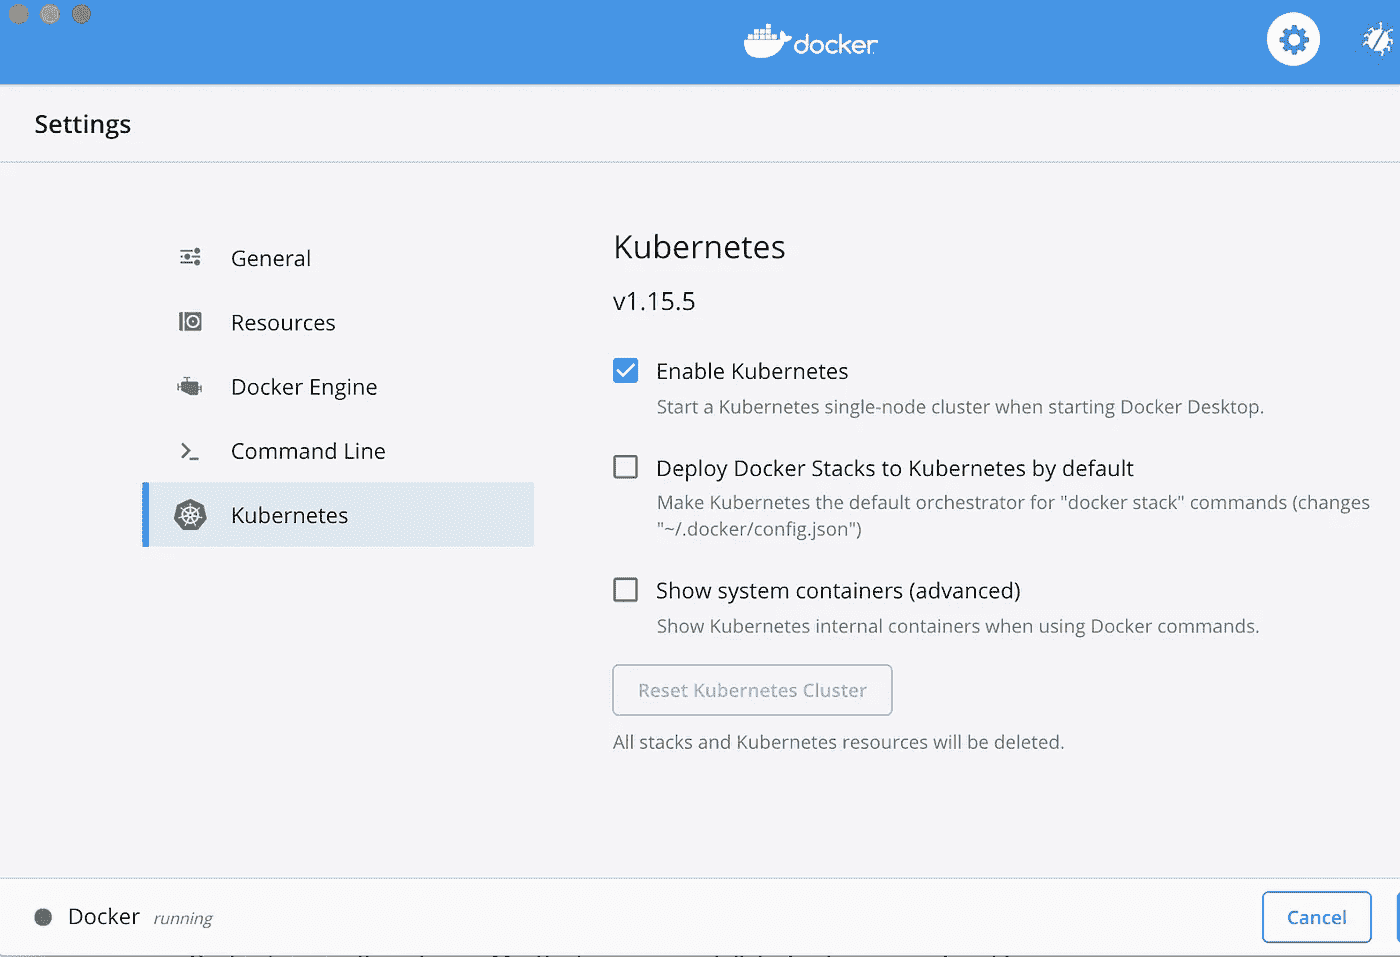 docker
Settings
General
Resources
Docker Engine
Command Line
Kubernetes
Kubernetes
v1.15.5
Enable Kubernetes
Start a Kubernetes single-node cluster when starting Docker Desktop.
Deploy Docker Stacks to Kubernetes by default
Make Kubernetes the default orchestrator for "docker stack" commands (changes
"~/.docker/config.json")
Show system containers (advanced)
Show Kubernetes internal containers when using Docker commands.
Reset Kubernetes Cluster
All stacks and Kubernetes resources will be deleted.
Docker running
Cancel